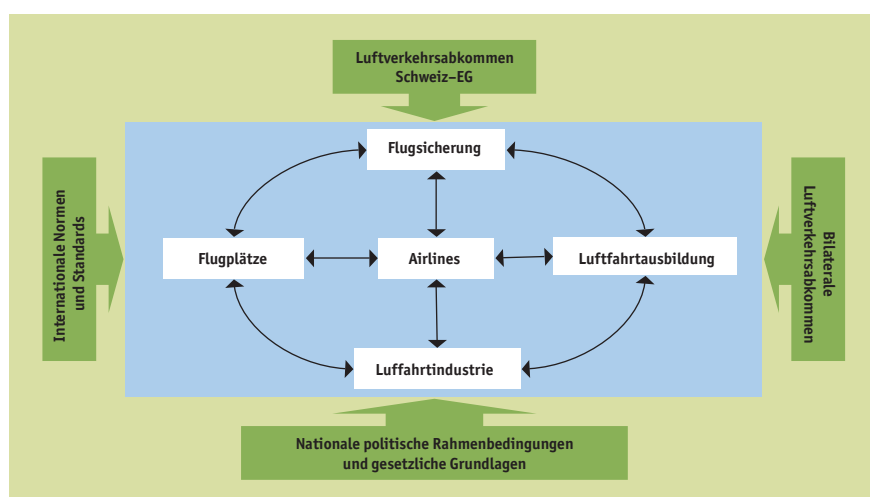 Luftverkehrsabkommen
Schweiz–EG
Flugsicherung
Internationale Normen
und Standards
Flugplätze
Airlines
Luftfahrtausbildung
Bilaterale
Luftverkehrsabkommen
Luffahrtindustrie
Nationale politische Rahmenbedingungen
und gesetzliche Grundlagen